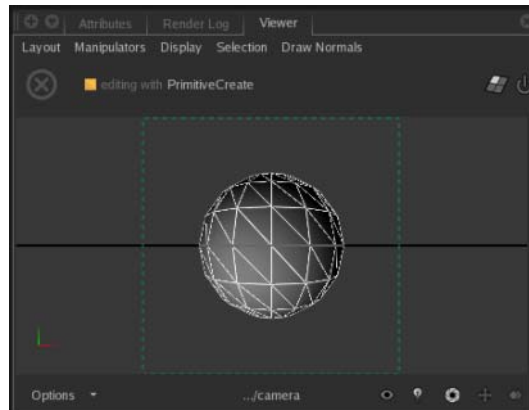 Attributes Render Log Viewer
Layout Manipulators Display Selection Draw Normals
editing with PrimitiveCreate
Options .../camera